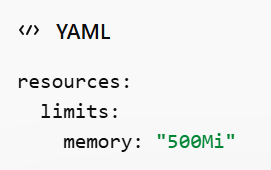 </> YAML
resources:
  limits:
    memory: "500Mi"